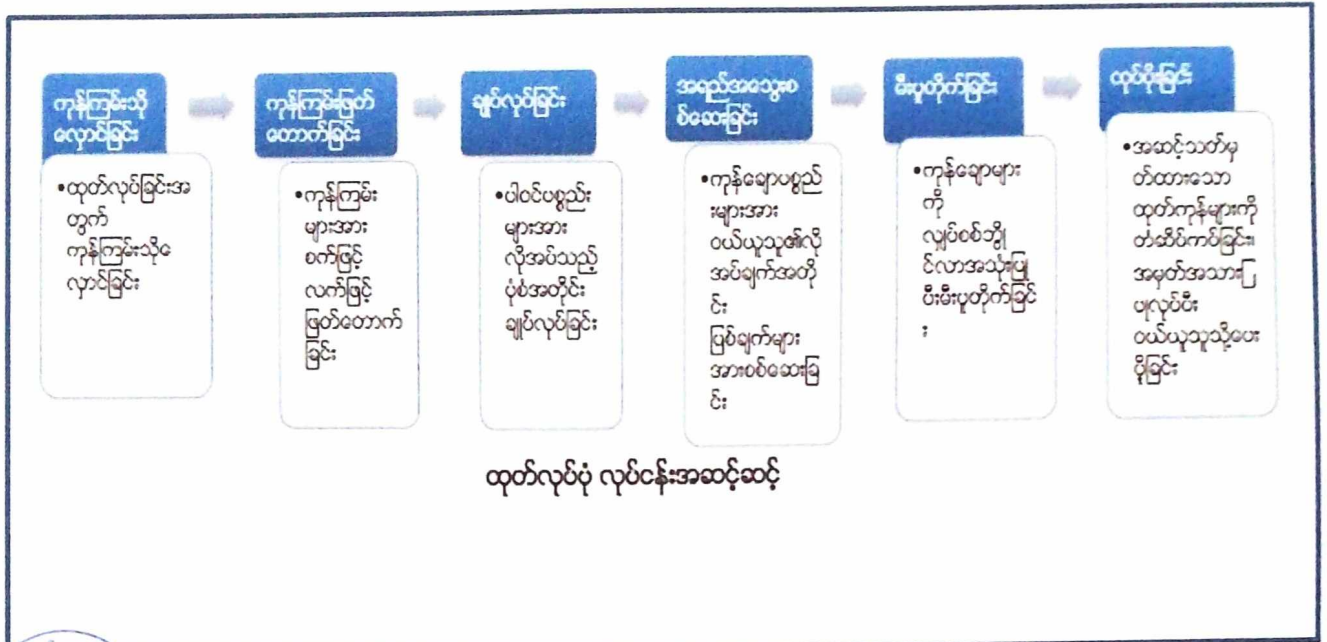 ကုန်ကြမ်းသို
လှောင်ခြင်း
•ထုတ်လုပ်ခြင်းအ
တွက်
ကုန်ကြမ်းသိုလှေ
ှာင်ခြင်း
ကုန်ကြမ်းဖြတ်
တောက်ခြင်း
•ကုန်ကြမ်း
များအား
စက်ဖြင့်
လက်ဖြင့်
ဖြတ်တောက်
ခြင်း
ချုပ်လုပ်ခြင်း
•ပါဝင်ပစ္စည်း
များအား
လိုအပ်သည့်
ပုံစံအတိုင်း
ချုပ်လုပ်ခြင်း
အရည်အသွေးစ
စ်ဆေးခြင်း
•ကုန်ချောပစ္စည်
းများအား
ဝယ်ယူသူ၏လို
အပ်ချက်အတို
င်း
ပြစ်ချက်များ
အားစစ်ဆေးခြ
င်း
မီးပူတိုက်ခြင်း
•ကုန်ချောများ
ကို
လျှပ်စစ်ဘွို
င်လာအသုံးပြု
ပီးမီးပူတိုက်ခြင်
း
ထုပ်ပိုးခြင်း
•အဆင့်သတ်မှ
တ်ထားသော
ထုတ်ကုန်များကို
တံဆိပ်ကပ်ခြင်း၊
အမှတ်အသားပြ
ုပြုလုပ်ပီး
ဝယ်ယူသူသို့ပေး
ပို့ခြင်း
ထုတ်လုပ်ပုံ လုပ်ငန်းအဆင့်ဆင့်